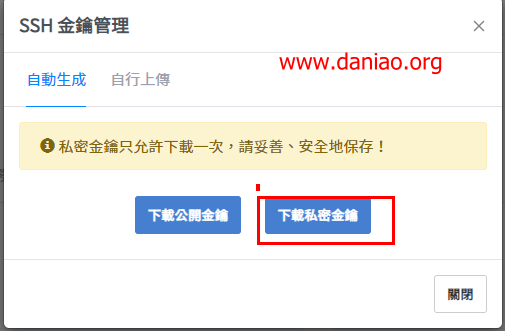 SSH 金鑰管理
www.daniao.org
自動生成
自行上傳
私密金鑰只允許下載一次，請妥善、安全地保存！
下載公開金鑰
下載私密金鑰
關閉